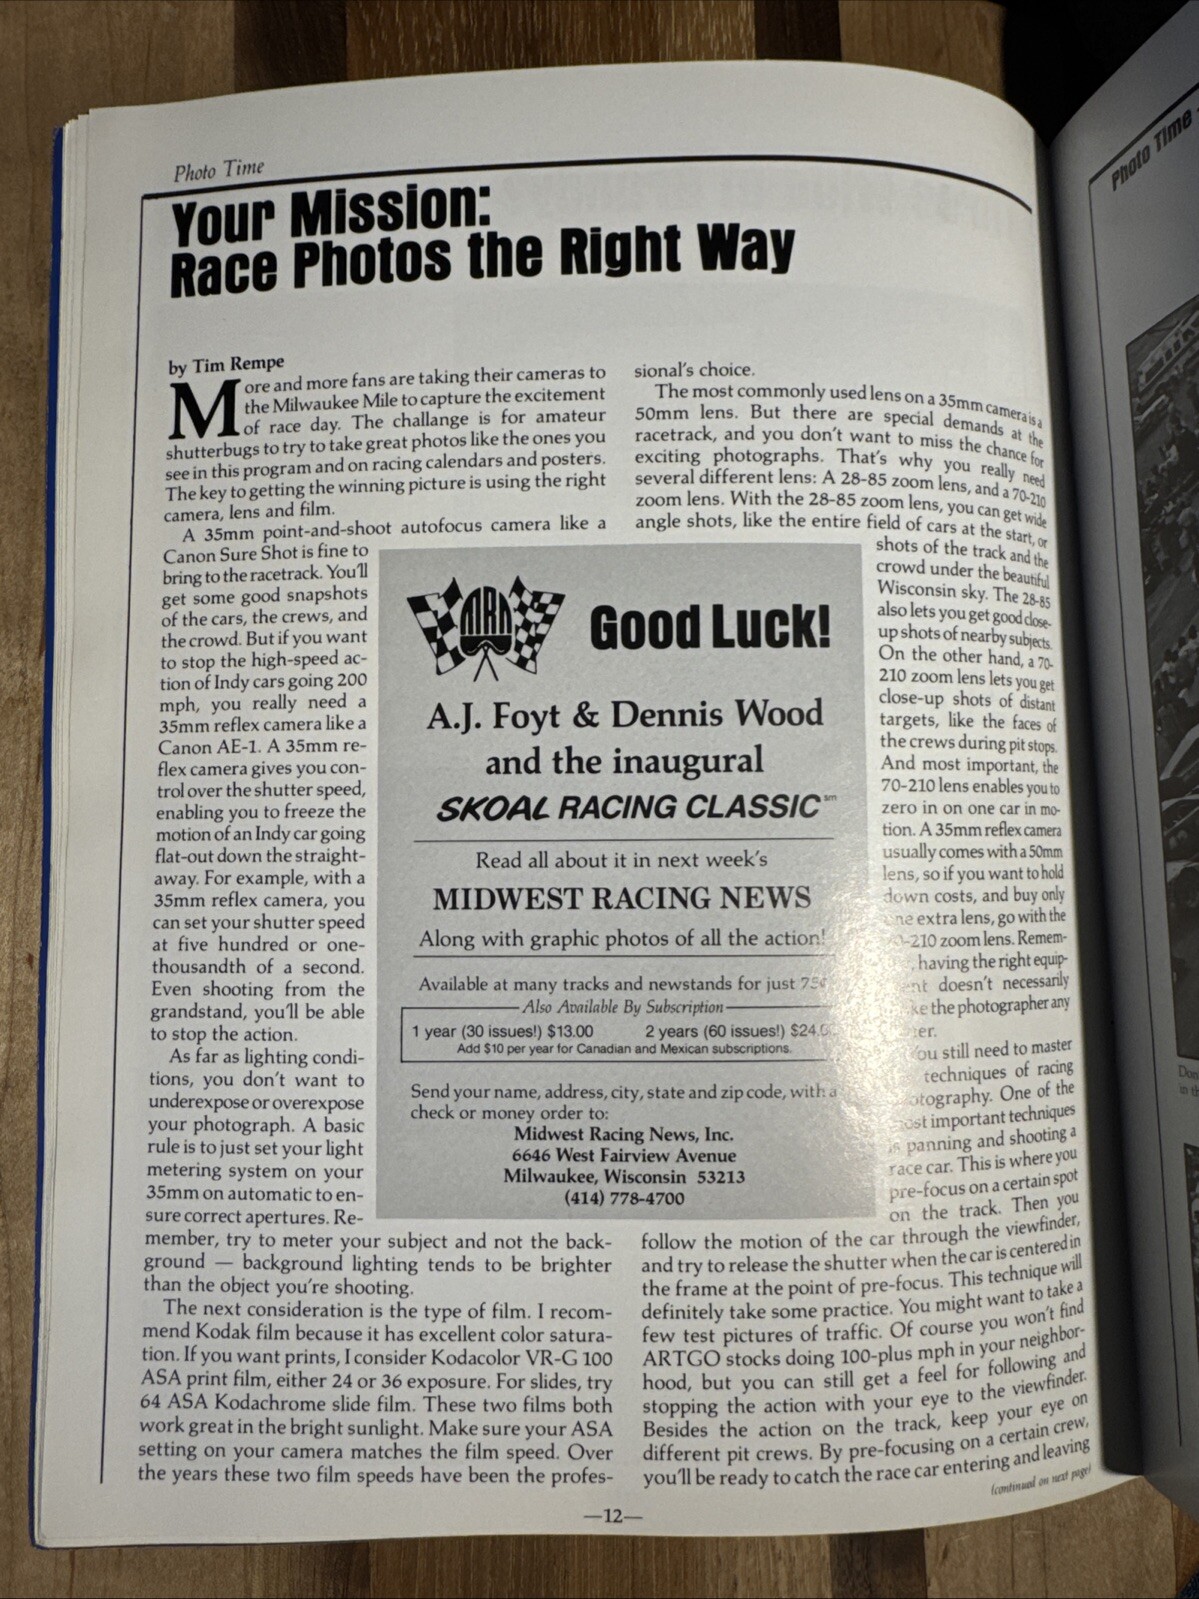 Photo Time
Your Mission:
Race Photos the Right Way
by Tim Rempe
More and more fans are taking their cameras to
the Milwaukee Mile to capture the excitement
of race day. The challange is for amateur
shutterbugs to try to take great photos like the ones you
see in this program and on racing calendars and posters.
The key to getting the winning picture is using the right
camera, lens and film.
A 35mm point-and-shoot autofocus camera like a
Canon Sure Shot is fine to
bring to the racetrack. You'll
get some good snapshots
of the cars, the crews, and
the crowd. But if you want
to stop the high-speed ac-
tion of Indy cars going 200
mph, you really need a
35mm reflex camera like a
Canon AE-1. A 35mm re-
flex camera gives you con-
trol over the shutter speed,
enabling you to freeze the
motion of an Indy car going
flat-out down the straight-
away. For example, with a
35mm reflex camera, you
can set your shutter speed
at five hundred or one-
thousandth of a second.
Even shooting from the
grandstand, you'll be able
to stop the action.
As far as lighting condi-
tions, you don't want to
underexpose or overexpose
your photograph. A basic
rule is to just set your light
metering system on your
35mm on automatic to en-
sure correct apertures. Re-
member, try to meter your subject and not the back-
ground — background lighting tends to be brighter
than the object you're shooting.
The next consideration is the type of film. I recom-
mend Kodak film because it has excellent color satura-
tion. If you want prints, I consider Kodacolor VR-G 100
ASA print film, either 24 or 36 exposure. For slides, try
64 ASA Kodachrome slide film. These two films both
work great in the bright sunlight. Make sure your ASA
setting on your camera matches the film speed. Over
the years these two film speeds have been the profes-
sional's choice.
The most commonly used lens on a 35mm camera is a
50mm lens. But there are special demands at the
racetrack, and you don't want to miss the chance for
exciting photographs. That's why you really need
several different lens: A 28-85 zoom lens, and a 70-210
zoom lens. With the 28-85 zoom lens, you can get wide
angle shots, like the entire field of cars at the start, or
shots of the track and the
crowd under the beautiful
Wisconsin sky. The 28-85
also lets you get good close-
up shots of nearby subjects.
On the other hand, a 70-
210 zoom lens lets you get
close-up shots of distant
targets, like the faces of
the crews during pit stops.
And most important, the
70-210 lens enables you to
zero in on one car in mo-
tion. A 35mm reflex camera
usually comes with a 50mm
lens, so if you want to hold
down costs, and buy only
one extra lens, go with the
70-210 zoom lens. Remem-
having the right equip-
doesn't necessarily
the photographer any
You still need to master
techniques of racing
photography. One of the
most important techniques
is panning and shooting a
race car. This is where you
pre-focus on a certain spot
on the track. Then you
follow the motion of the car through the viewfinder,
and try to release the shutter when the car is centered in
the frame at the point of pre-focus. This technique will
definitely take some practice. You might want to take a
few test pictures of traffic. Of course you won't find
ARTGO stocks doing 100-plus mph in your neighbor-
hood, but you can still get a feel for following and
stopping the action with your eye to the viewfinder.
Besides the action on the track, keep your eye on
different pit crews. By pre-focusing on a certain crew,
you'll be ready to catch the race car entering and leaving
(continued on next page)
Good Luck!
A.J. Foyt & Dennis Wood
and the inaugural
SKOAL RACING CLASSIC sm
Read all about it in next week's
MIDWEST RACING NEWS
Along with graphic photos of all the action!
Available at many tracks and newstands for just 75¢
Also Available By Subscription
1 year (30 issues!) $13.00 2 years (60 issues!)
Add $10 per year for Canadian and Mexican subscriptions.
Send your name, address, city, state and zip code, with a
check or money order to:
Midwest Racing News, Inc.
6646 West Fairview Avenue
Milwaukee, Wisconsin 53213
(414) 778-4700
—12—
Photo Time